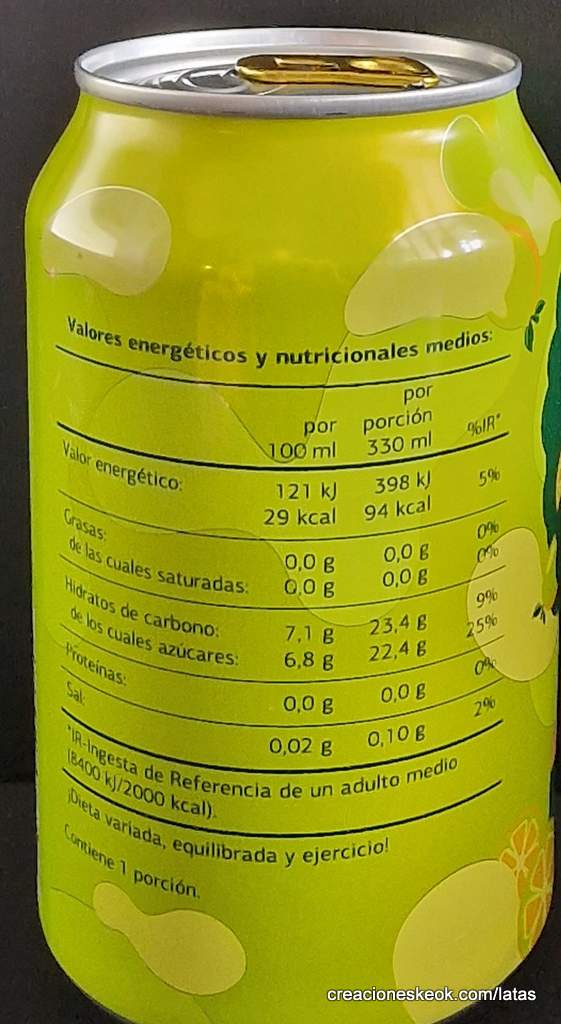 Valores energéticos y nutricionales medios:
por 100 ml por porción 330 ml %IR*
Valor energético: 121 kJ 398 kJ 5%
29 kcal 94 kcal
Grasas: 0,0 g 0,0 g 0%
de las cuales saturadas: 0,0 g 0,0 g 0%
Hidratos de carbono: 7,1 g 23,4 g 9%
de los cuales azúcares: 6,8 g 22,4 g 25%
Proteínas: 0,0 g 0,0 g 0%
Sal: 0,02 g 0,10 g 2%
*IR-Ingesta de Referencia de un adulto medio
(8400 kJ/2000 kcal).
¡Dieta variada, equilibrada y ejercicio!
Contiene 1 porción.
creacioneskeok.com/latas